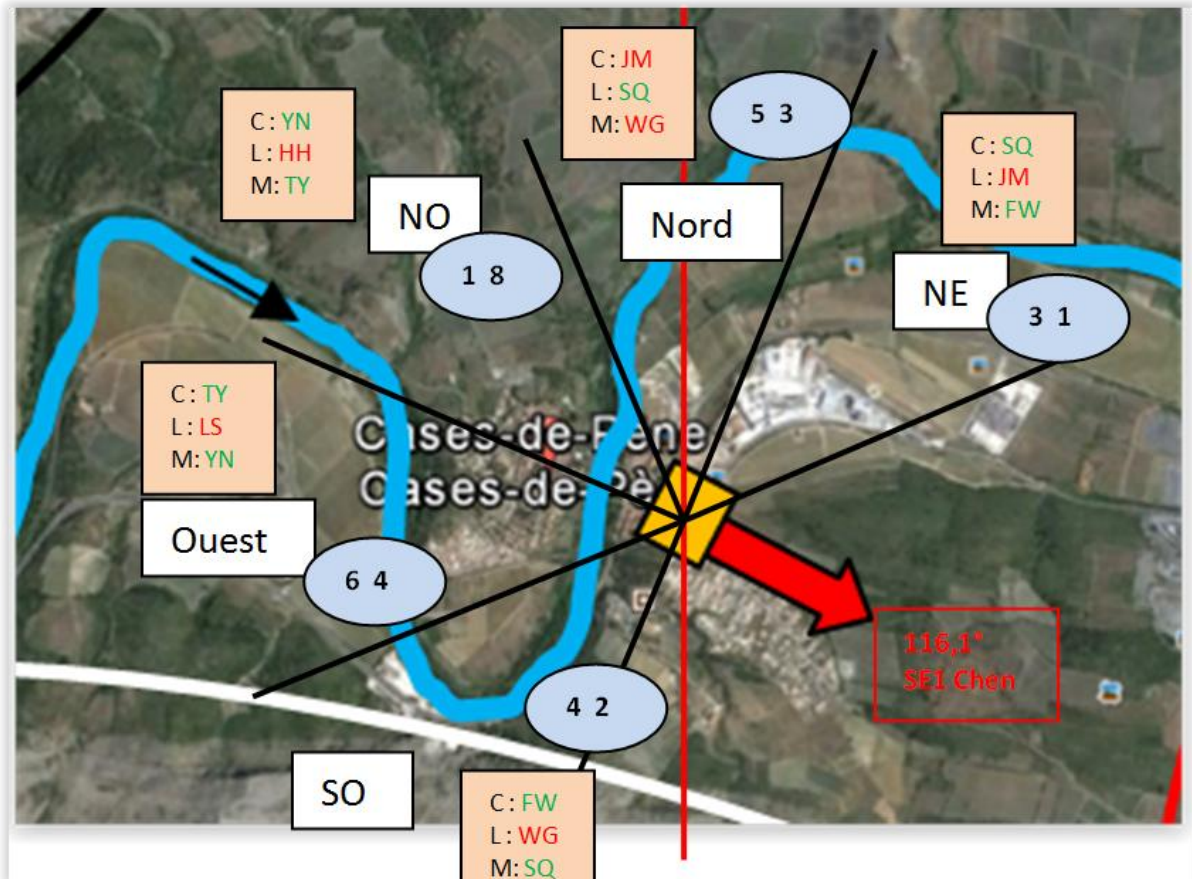 C : JM
L : SQ
M: WG
5 3
C : YN
L : HH
M: TY
C : SQ
L : JM
M: FW
NO
Nord
1 8
NE
3 1
C : TY
L : LS
M: YN
Cases-de-Pene
Cases-de-Pè
Ouest
6 4
116,1°
SE1 Chen
4 2
SO
C : FW
L : WG
M: SQ